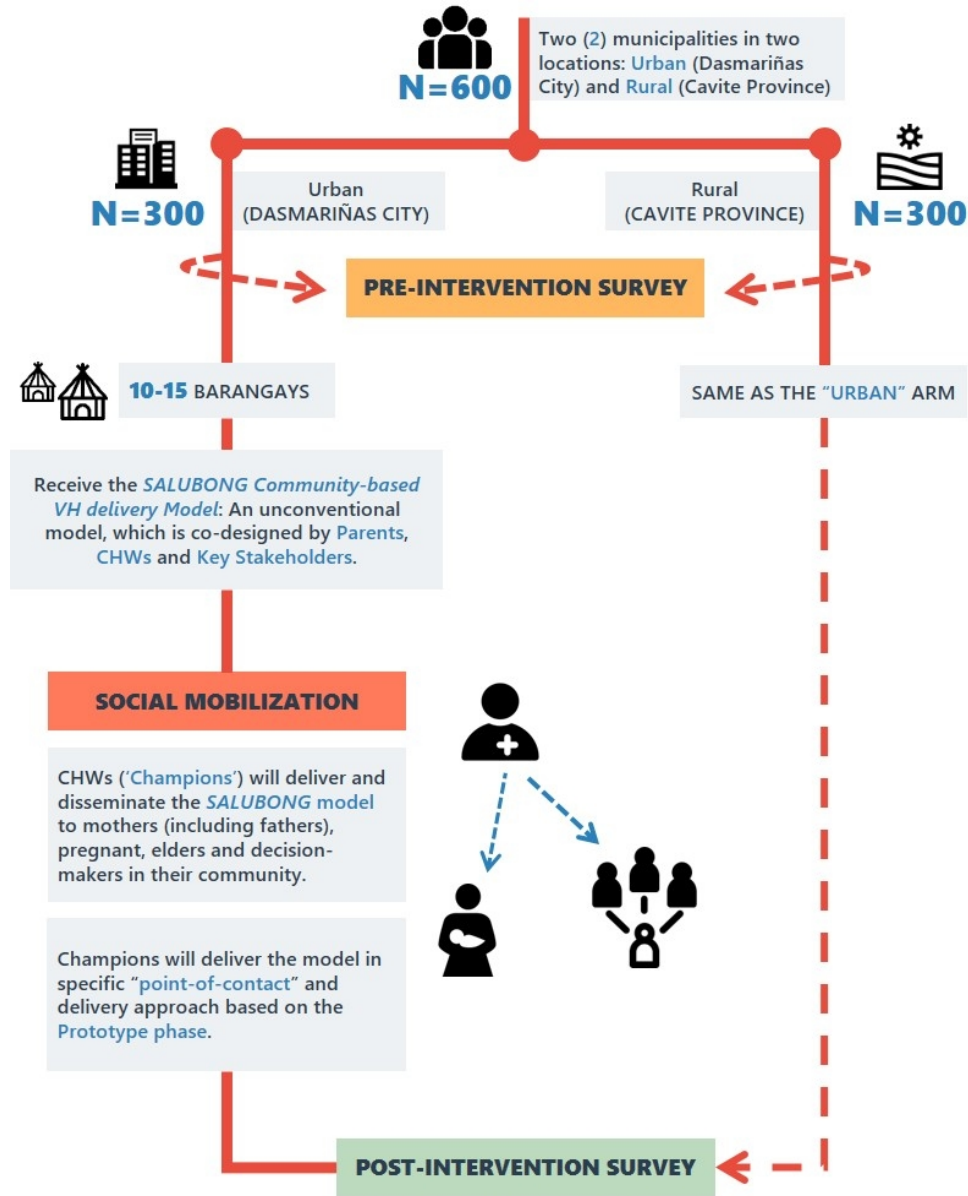 N=600
Two (2) municipalities in two
locations: Urban (Dasmariñas
City) and Rural (Cavite Province)
N=300
Urban
(DASMARIÑAS CITY)
Rural
(CAVITE PROVINCE)
N=300
PRE-INTERVENTION SURVEY
10-15 BARANGAYS
SAME AS THE “URBAN” ARM
Receive the SALUBONG Community-based
VH delivery Model: An unconventional
model, which is co-designed by Parents,
CHWs and Key Stakeholders.
SOCIAL MOBILIZATION
CHWs (‘Champions’) will deliver and
disseminate the SALUBONG model
to mothers (including fathers),
pregnant, elders and decision-
makers in their community.
Champions will deliver the model in
specific “point-of-contact” and
delivery approach based on the
Prototype phase.
POST-INTERVENTION SURVEY